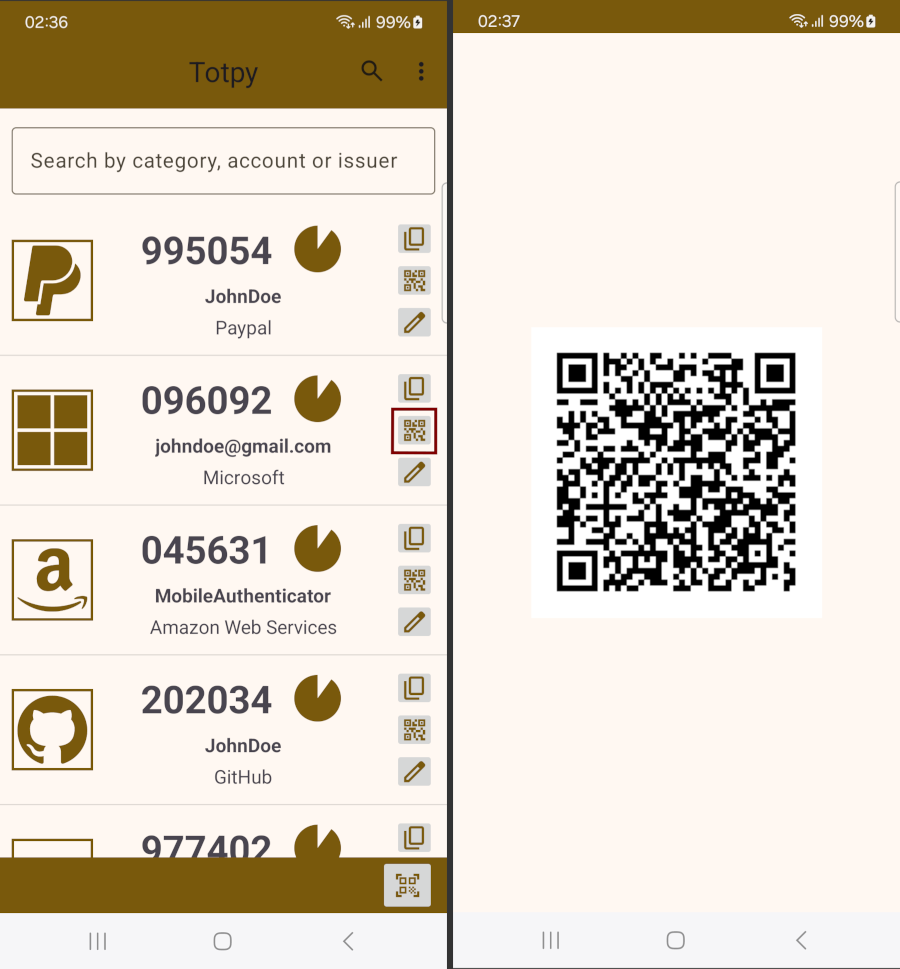 02:36
99%
Totpy
Search by category, account or issuer
995054
JohnDoe
Paypal
096092
johndoe@gmail.com
Microsoft
045631
MobileAuthenticator
Amazon Web Services
202034
JohnDoe
GitHub
977402
02:37
99%